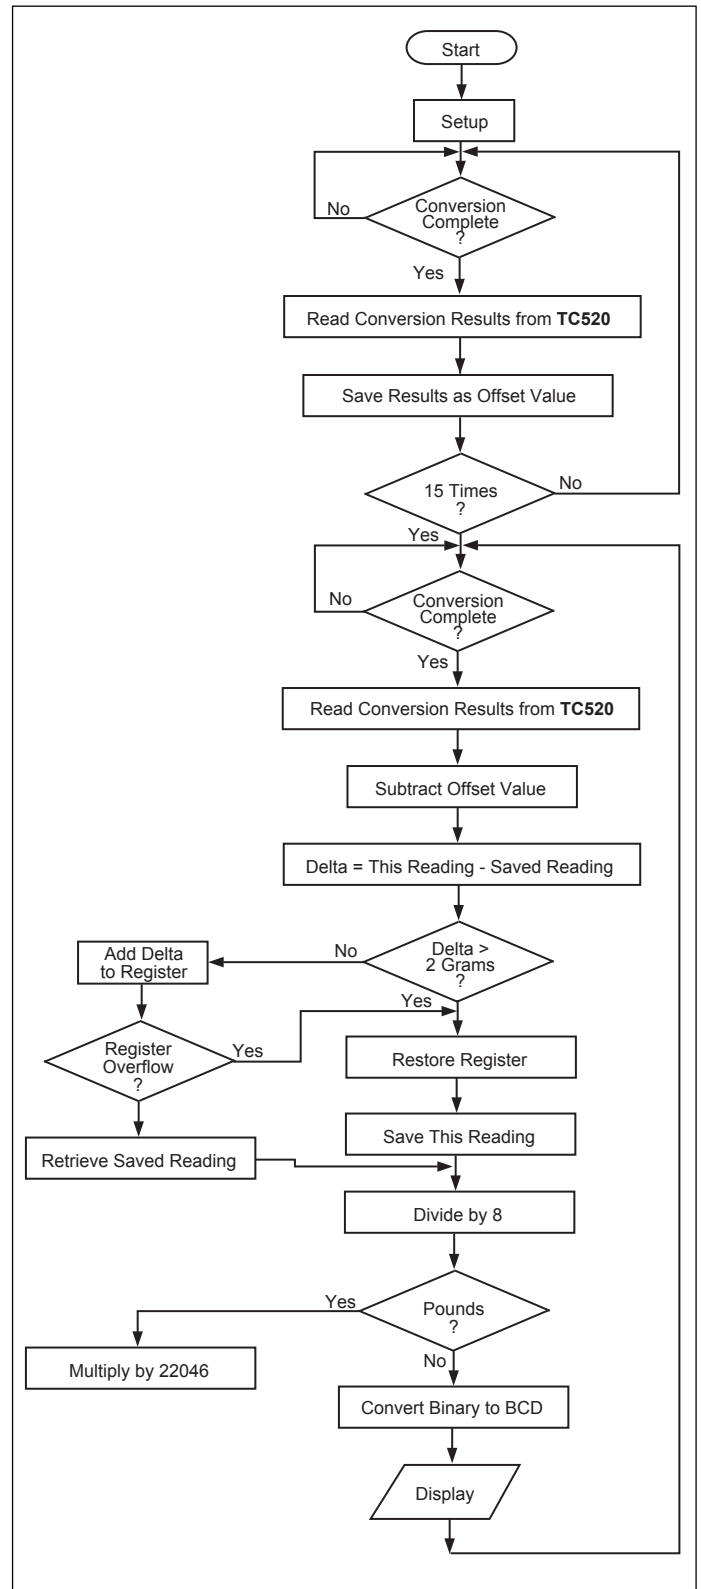 Start
Setup
Conversion
Complete
?
No
Yes
Read Conversion Results from TC520
Save Results as Offset Value
15 Times
?
No
Yes
Conversion
Complete
?
No
Yes
Read Conversion Results from TC520
Subtract Offset Value
Delta = This Reading - Saved Reading
Delta >
2 Grams
?
No
Add Delta
to Register
Yes
Register
Overflow
?
Yes
Restore Register
Save This Reading
Retrieve Saved Reading
Divide by 8
Pounds
?
Yes
Multiply by 22046
No
Convert Binary to BCD
Display